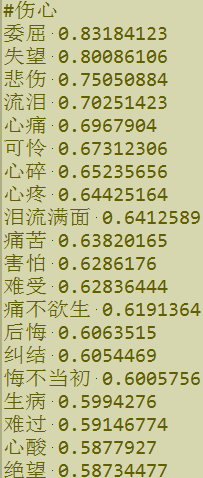 #伤心
委屈 0.83184123
失望 0.80086106
悲伤 0.75050884
流泪 0.70251423
心痛 0.6967904
可怜 0.67312306
心碎 0.65235656
心疼 0.64425164
泪流满面 0.6412589
痛苦 0.63820165
害怕 0.6286176
难受 0.62836444
痛不欲生 0.6191364
后悔 0.6063515
纠结 0.6054469
悔不当初 0.6005756
生病 0.5994276
难过 0.59146774
心酸 0.5877927
绝望 0.58734477